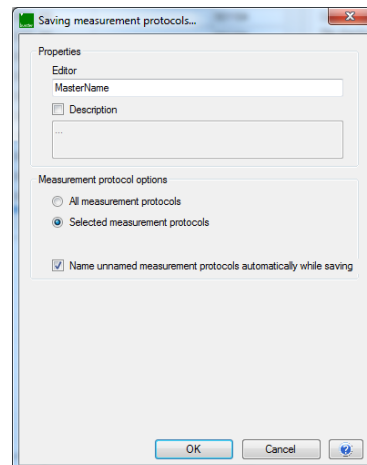 Saving measurement protocols...
Properties
Editor
MasterName
Description
...
Measurement protocol options
All measurement protocols
Selected measurement protocols
Name unnamed measurement protocols automatically while saving
OK
Cancel
?